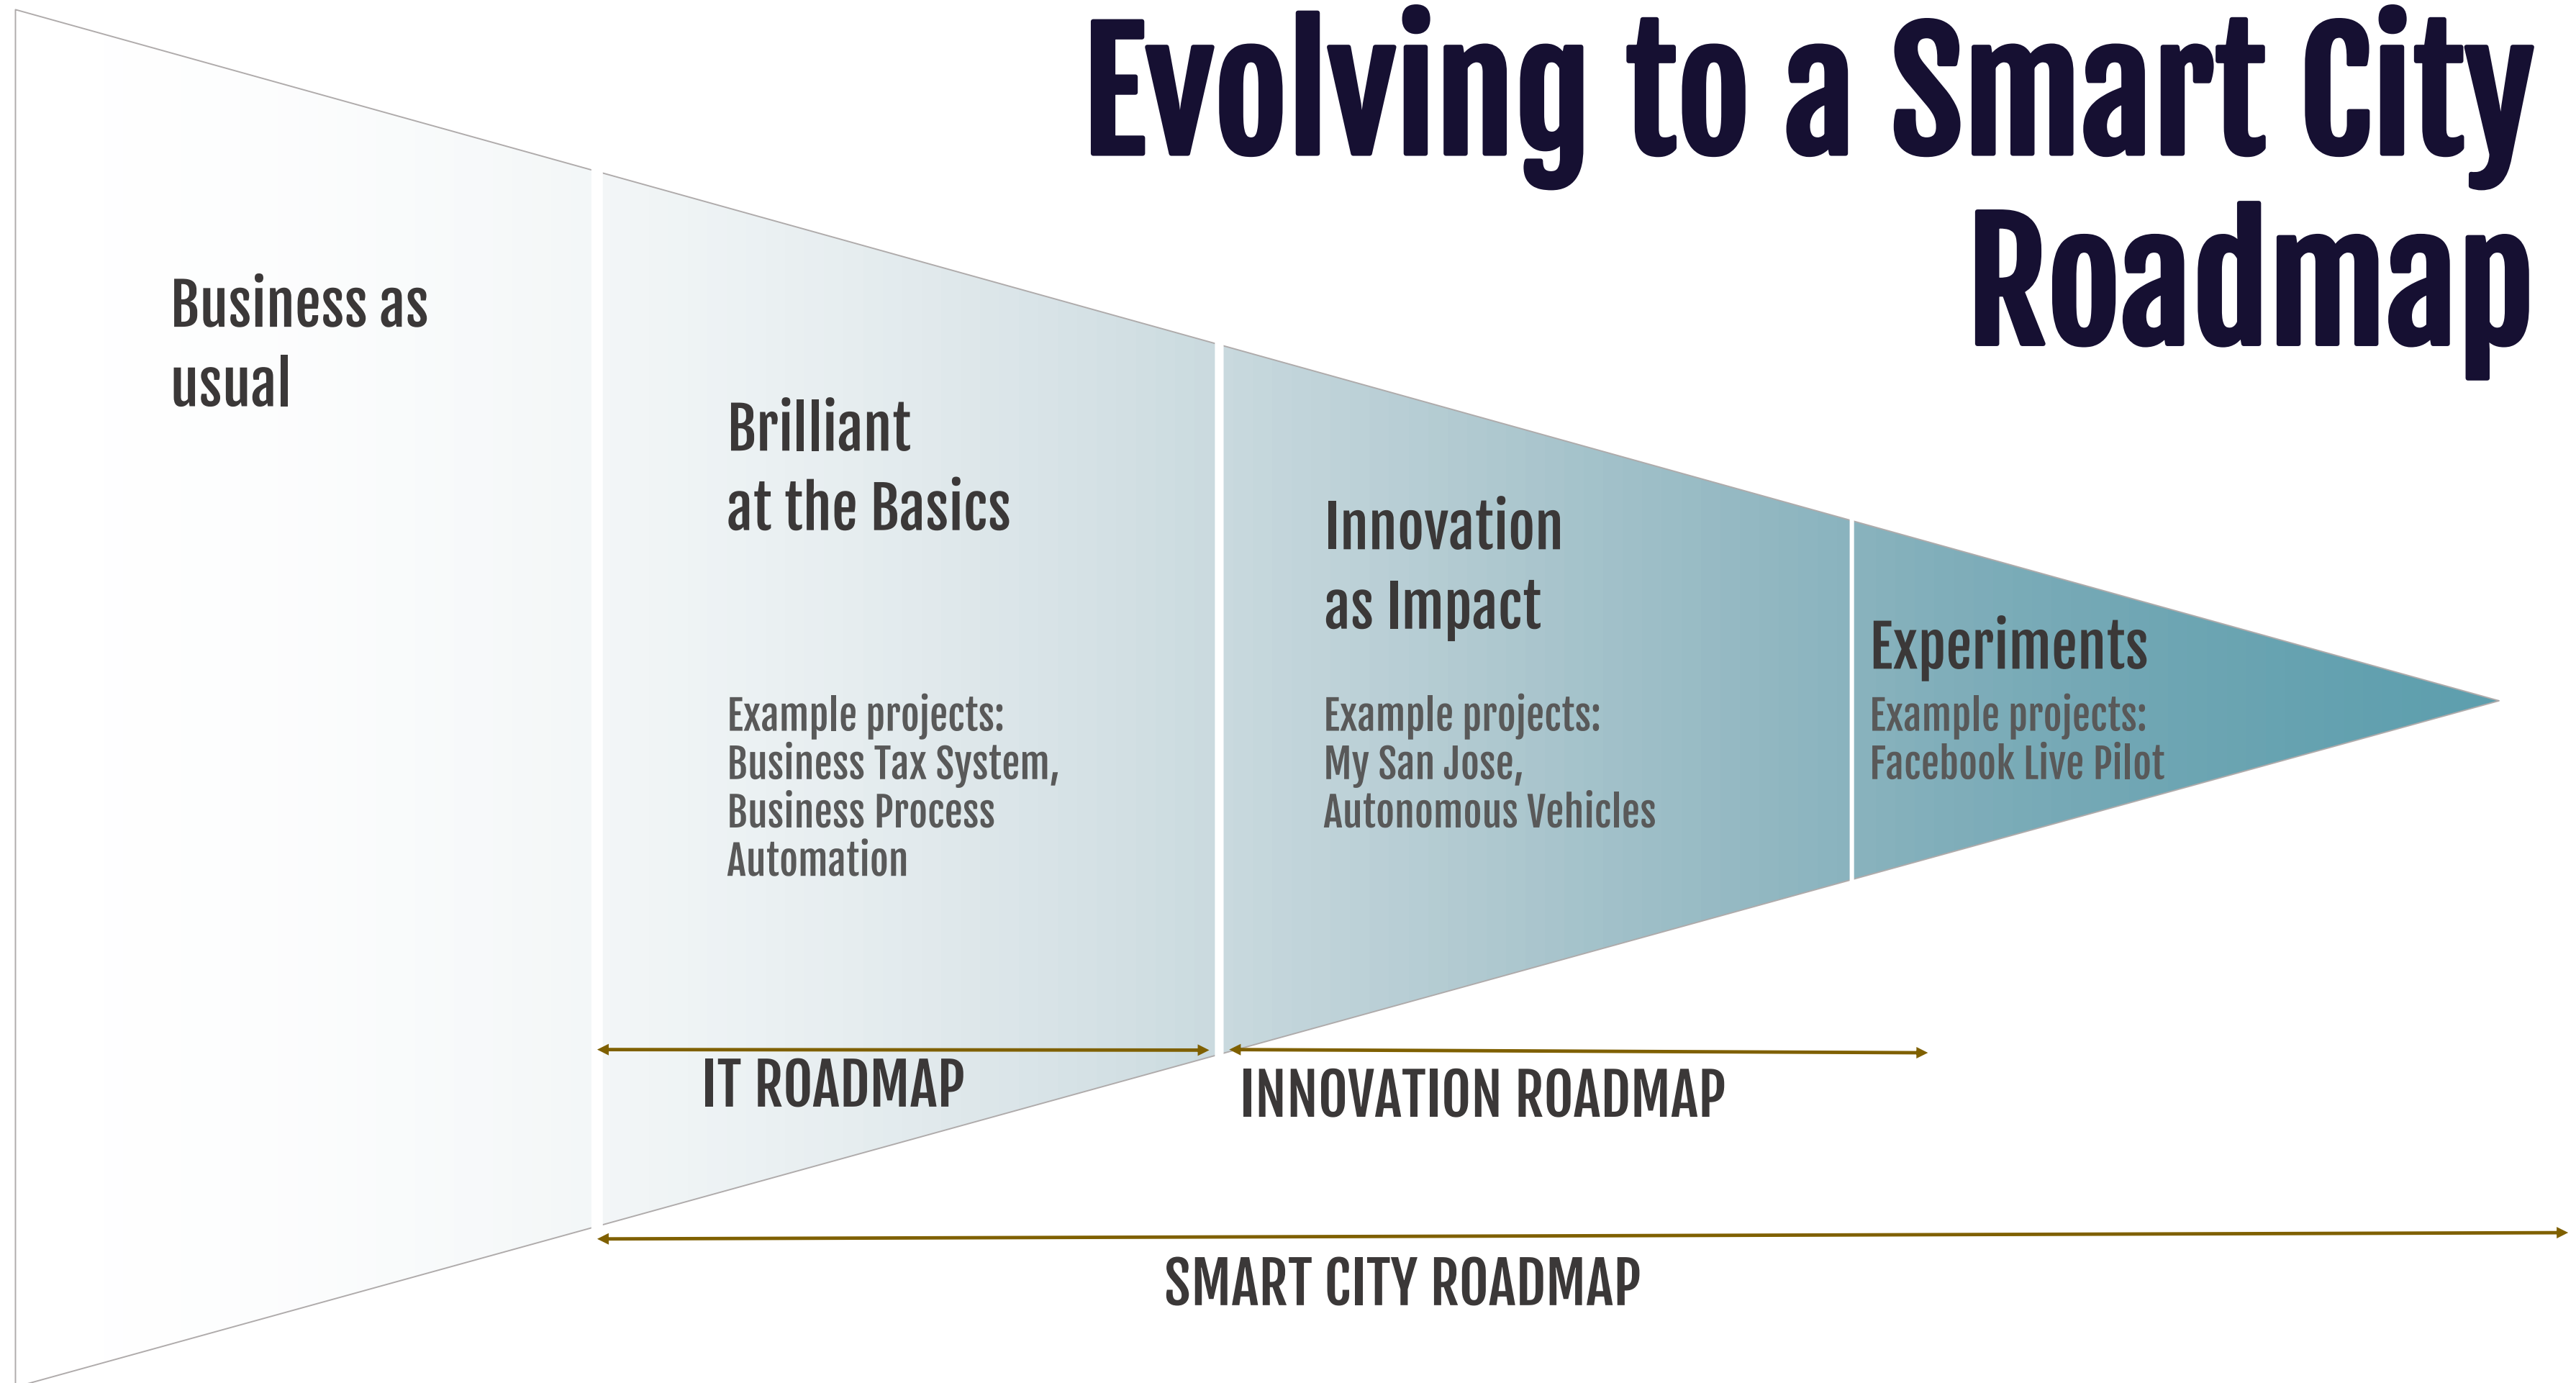 Evolving to a Smart City
Roadmap
Business as
usual
Brilliant
at the Basics
Example projects:
Business Tax System,
Business Process
Automation
Innovation
as Impact
Example projects:
My San Jose,
Autonomous Vehicles
Experiments
Example projects:
Facebook Live Pilot
IT ROADMAP
INNOVATION ROADMAP
SMART CITY ROADMAP